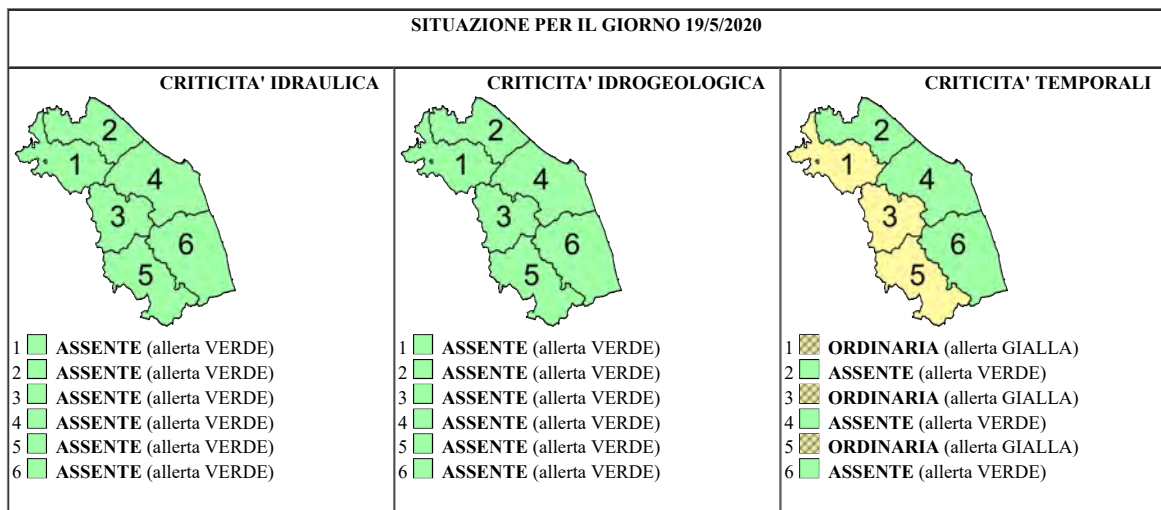 SITUAZIONE PER IL GIORNO 19/5/2020
CRITICITA' IDRAULICA
2
1
4
3
6
5
1 ASSENTE (allerta VERDE)
2 ASSENTE (allerta VERDE)
3 ASSENTE (allerta VERDE)
4 ASSENTE (allerta VERDE)
5 ASSENTE (allerta VERDE)
6 ASSENTE (allerta VERDE)
CRITICITA' IDROGEOLOGICA
2
1
4
3
6
5
1 ASSENTE (allerta VERDE)
2 ASSENTE (allerta VERDE)
3 ASSENTE (allerta VERDE)
4 ASSENTE (allerta VERDE)
5 ASSENTE (allerta VERDE)
6 ASSENTE (allerta VERDE)
CRITICITA' TEMPORALI
2
1
4
3
6
5
1 ORDINARIA (allerta GIALLA)
2 ASSENTE (allerta VERDE)
3 ORDINARIA (allerta GIALLA)
4 ASSENTE (allerta VERDE)
5 ORDINARIA (allerta GIALLA)
6 ASSENTE (allerta VERDE)